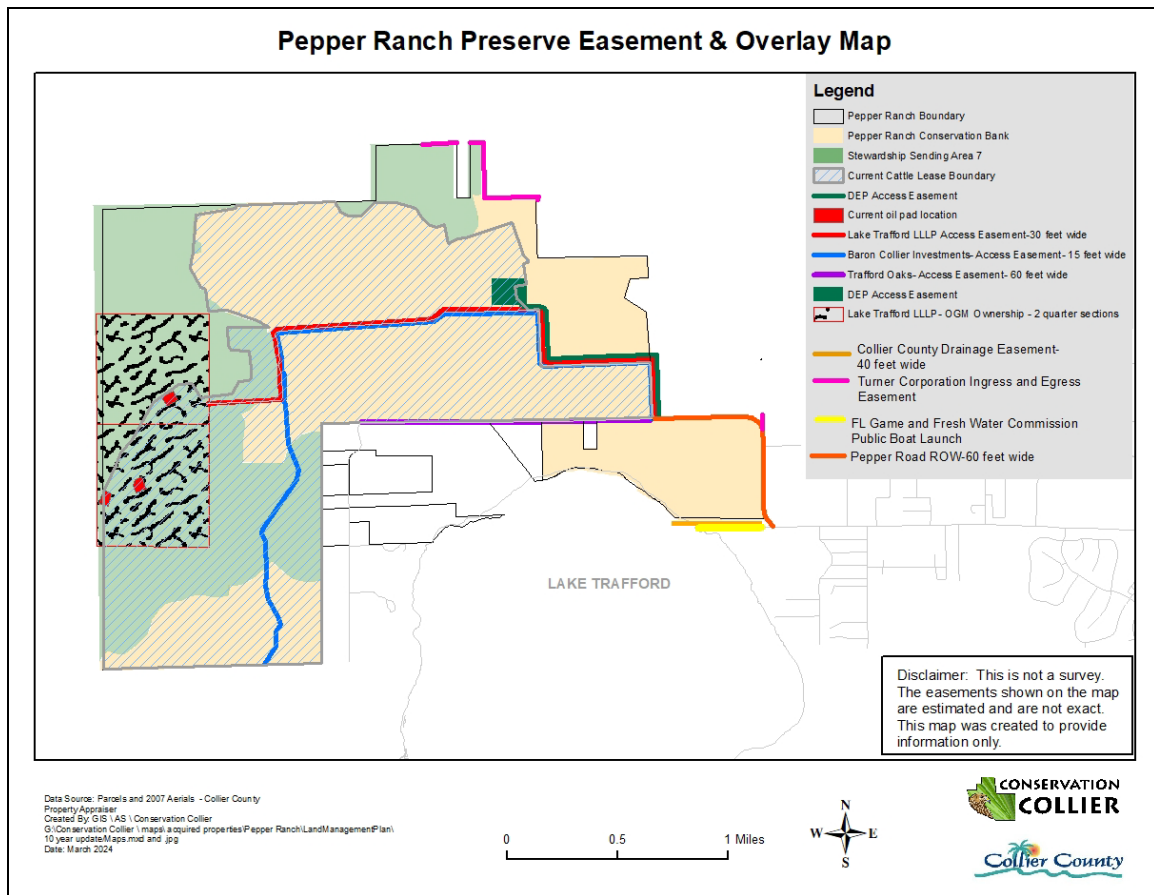 Pepper Ranch Preserve Easement & Overlay Map
Legend
Pepper Ranch Boundary
Pepper Ranch Conservation Bank
Stewardship Sending Area 7
Current Cattle Lease Boundary
DEP Access Easement
Current oil pad location
Lake Trafford LLLP Access Easement-30 feet wide
Baron Collier Investments- Access Easement- 15 feet wide
Trafford Oaks- Access Easement- 60 feet wide
DEP Access Easement
Lake Trafford LLLP - OGM Ownership - 2 quarter sections
Collier County Drainage Easement-
40 feet wide
Turner Corporation Ingress and Egress
Easement
FL Game and Fresh Water Commission
Public Boat Launch
Pepper Road ROW-60 feet wide
LAKE TRAFFORD
Disclaimer: This is not a survey.
The easements shown on the map
are estimated and are not exact.
This map was created to provide
information only.
Data Source: Parcels and 2007 Aerials - Collier County
Property Appraiser
Created By: GIS \ AS \ Conservation Collier
G:\Conservation Collier \ maps\ acquired properties\Pepper Ranch\LandManagementPlan\
10 year update\Maps.mxd and .jpg
Date: March 2024
0 0.5 1 Miles
N
W E
S
CONSERVATION
COLLIER
Collier County